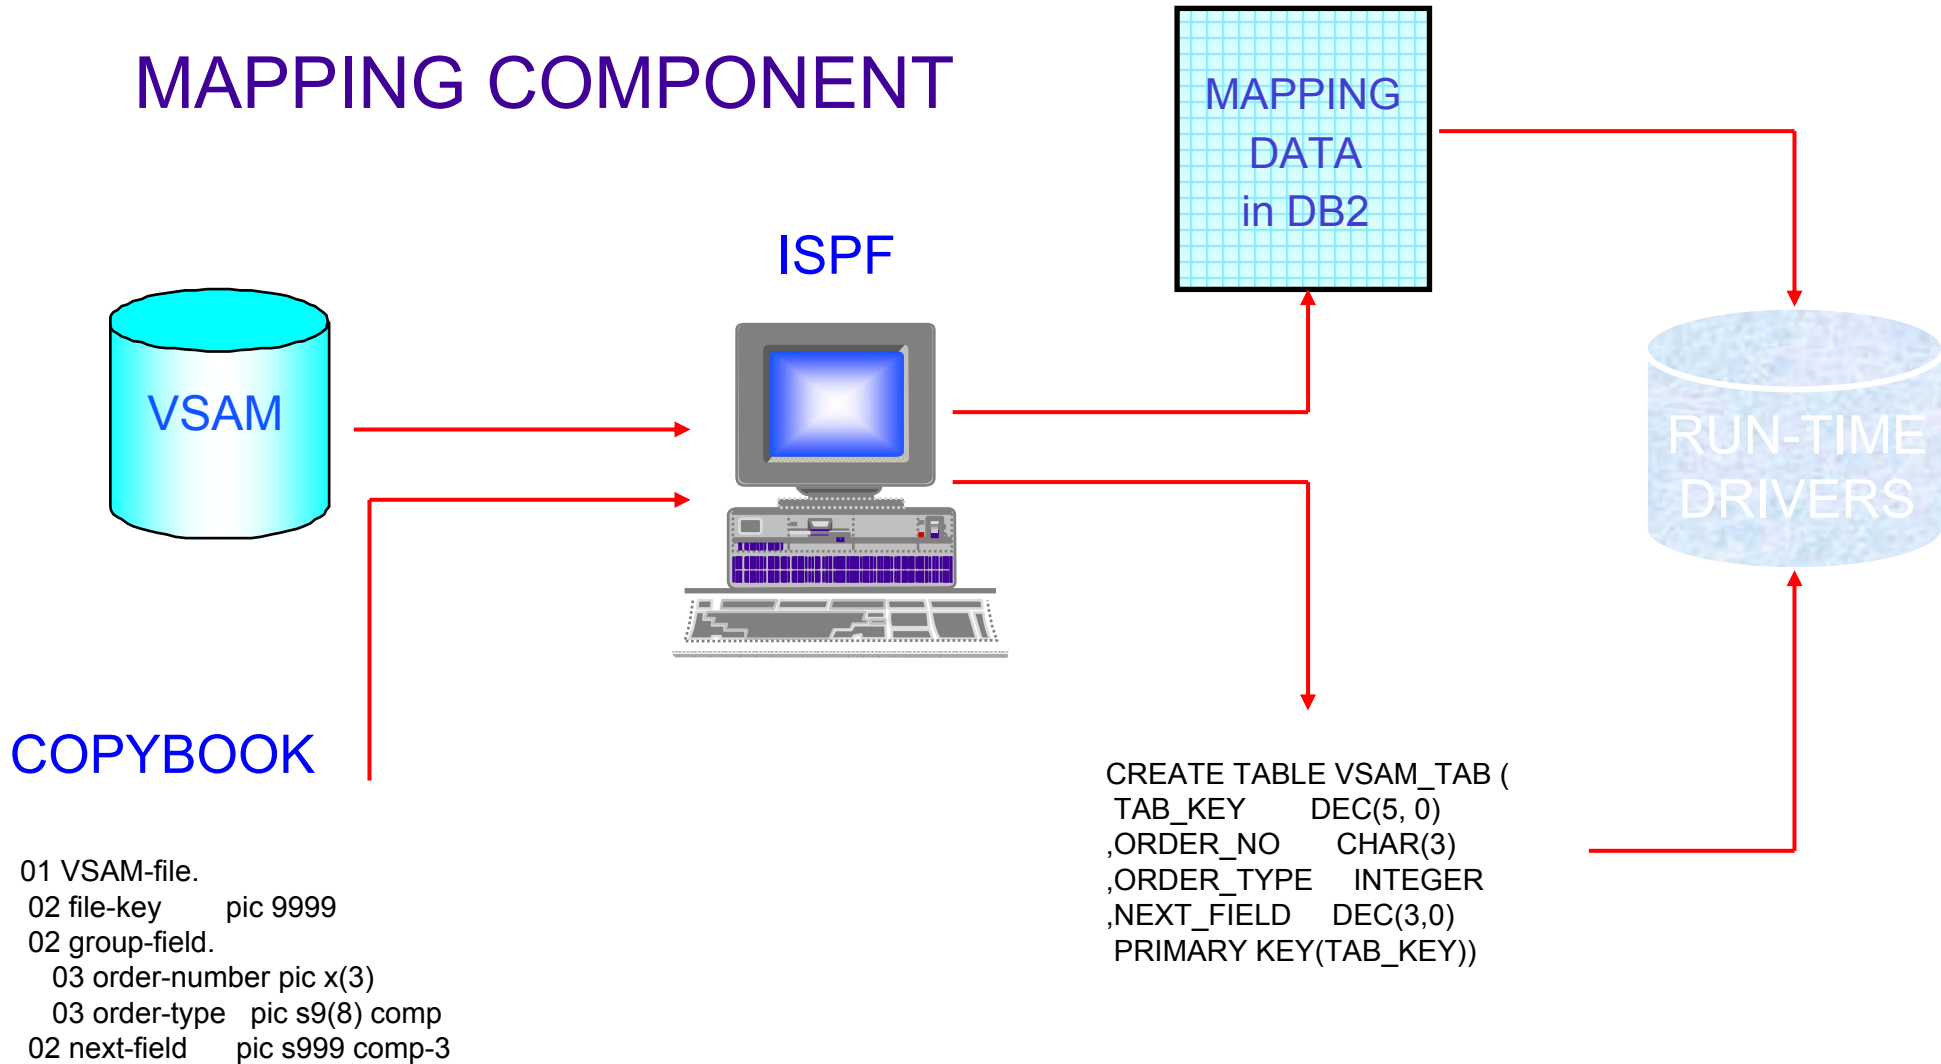 MAPPING COMPONENT
MAPPING
DATA
in DB2
ISPF
VSAM
RUN-TIME
DRIVERS
COPYBOOK
01 VSAM-file.
02 file-key pic 9999
02 group-field.
03 order-number pic x(3)
03 order-type pic s9(8) comp
02 next-field pic s999 comp-3
CREATE TABLE VSAM_TAB (
TAB_KEY DEC(5, 0)
,ORDER_NO CHAR(3)
,ORDER_TYPE INTEGER
,NEXT_FIELD DEC(3,0)
PRIMARY KEY(TAB_KEY))